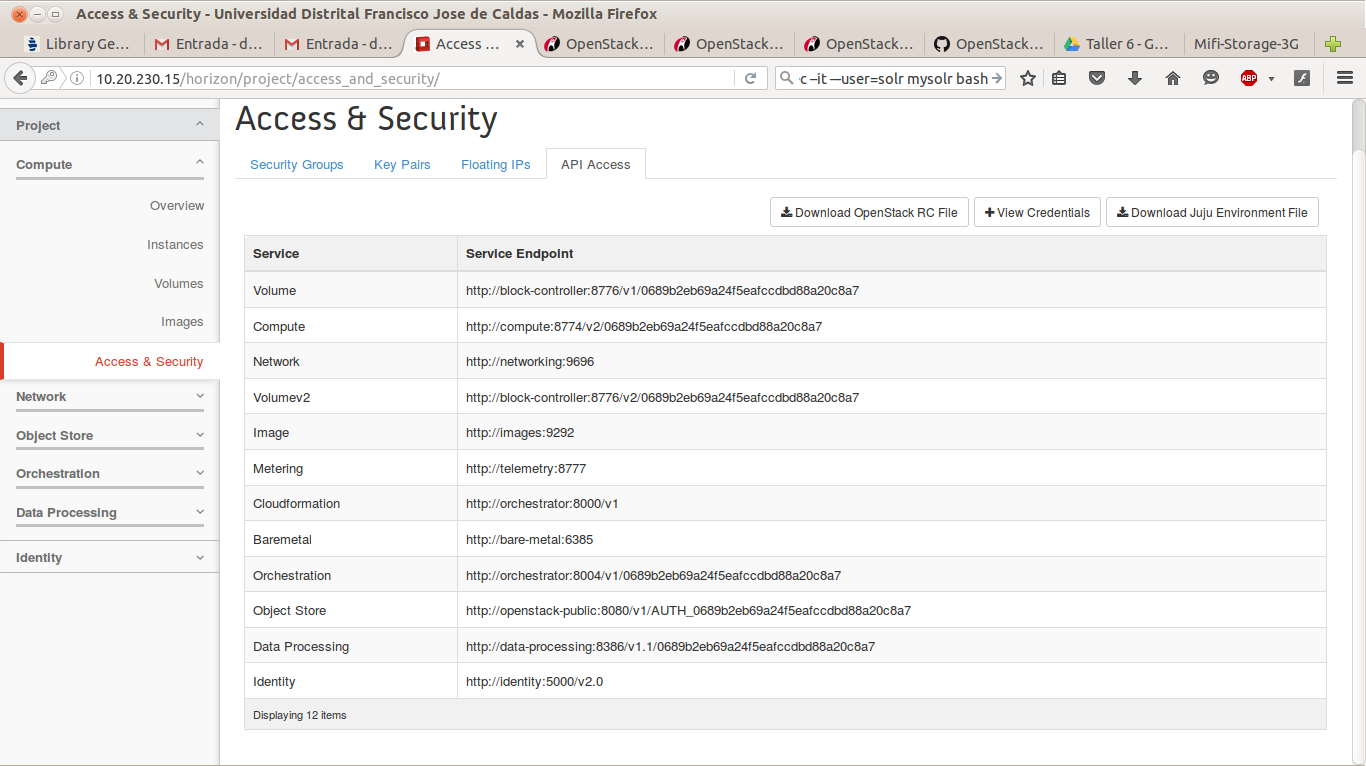 Access & Security - Universidad Distrital Francisco Jose de Caldas - Mozilla Firefox
Library Ge... Entrada - d... Entrada - d... Access ... OpenStack... OpenStack... OpenStack... OpenStack... Taller 6 - G... Mifi-Storage-3G
10.20.230.15/horizon/project/access_and_security/ c –it —user=solr mysolr bash ABP
Project
Compute
Overview
Instances
Volumes
Images
Access & Security
Network
Object Store
Orchestration
Data Processing
Identity
Access & Security
Security Groups Key Pairs Floating IPs API Access
Download OpenStack RC File View Credentials Download Juju Environment File
Service Service Endpoint
Volume http://block-controller:8776/v1/0689b2eb69a24f5eafccdbd88a20c8a7
Compute http://compute:8774/v2/0689b2eb69a24f5eafccdbd88a20c8a7
Network http://networking:9696
Volumev2 http://block-controller:8776/v2/0689b2eb69a24f5eafccdbd88a20c8a7
Image http://images:9292
Metering http://telemetry:8777
Cloudformation http://orchestrator:8000/v1
Baremetal http://bare-metal:6385
Orchestration http://orchestrator:8004/v1/0689b2eb69a24f5eafccdbd88a20c8a7
Object Store http://openstack-public:8080/v1/AUTH_0689b2eb69a24f5eafccdbd88a20c8a7
Data Processing http://data-processing:8386/v1.1/0689b2eb69a24f5eafccdbd88a20c8a7
Identity http://identity:5000/v2.0
Displaying 12 items